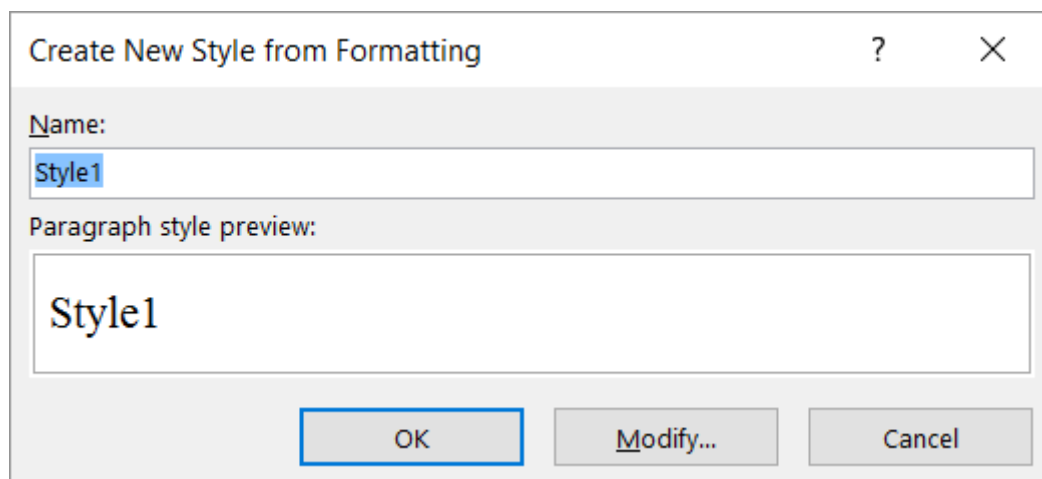 Create New Style from Formatting ?
Name:
Style1
Paragraph style preview:
Style1
OK Modify... Cancel